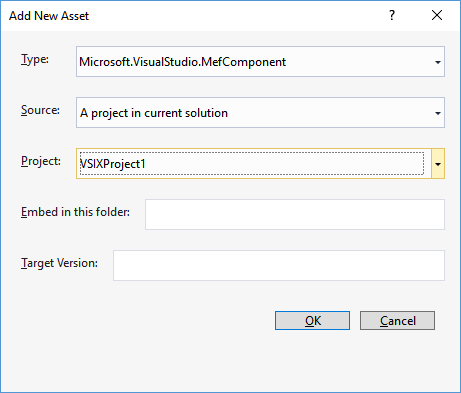 Add New Asset ? ×
Type: Microsoft.VisualStudio.MefComponent
Source: A project in current solution
Project: VSIXProject1
Embed in this folder:
Target Version:
OK Cancel